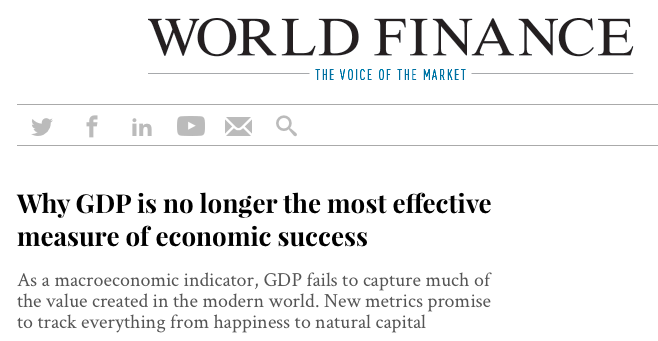 WORLD FINANCE
THE VOICE OF THE MARKET
Why GDP is no longer the most effective
measure of economic success
As a macroeconomic indicator, GDP fails to capture much of
the value created in the modern world. New metrics promise
to track everything from happiness to natural capital